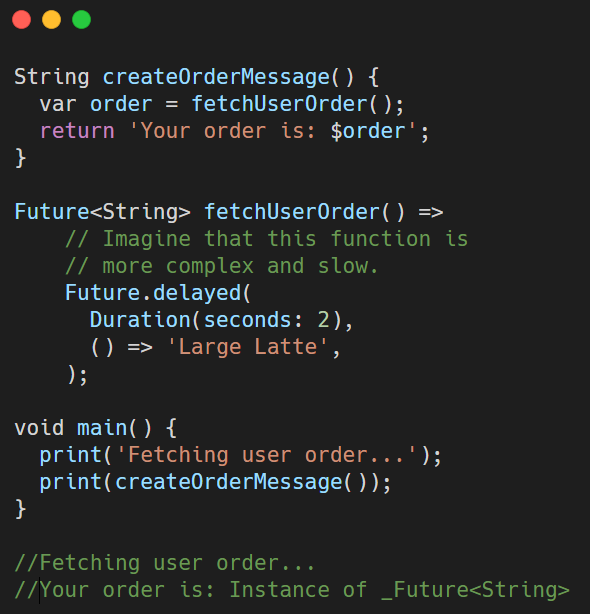 String createOrderMessage() {
  var order = fetchUserOrder();
  return 'Your order is: $order';
}

Future<String> fetchUserOrder() =>
    // Imagine that this function is
    // more complex and slow.
    Future.delayed(
      Duration(seconds: 2),
      () => 'Large Latte',
    );

void main() {
  print('Fetching user order...');
  print(createOrderMessage());
}

//Fetching user order...
//Your order is: Instance of _Future<String>